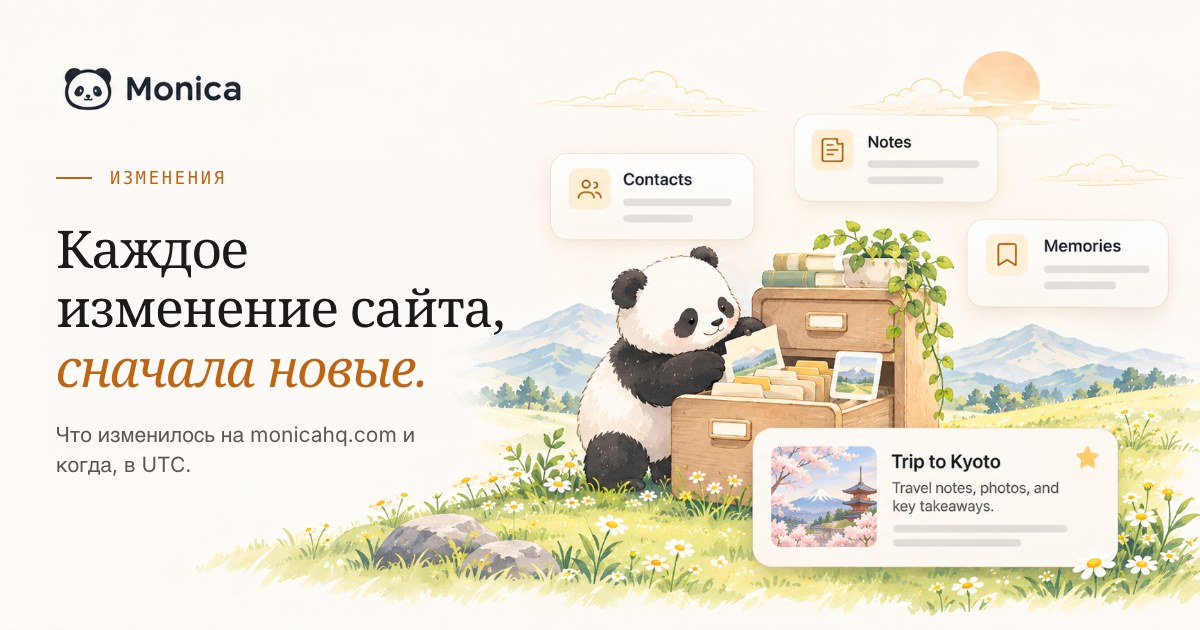 Monica
ИЗМЕНЕНИЯ
Каждое
изменение сайта,
сначала новые.
Что изменилось на monicahq.com и
когда, в UTC.
Contacts
Notes
Memories
Trip to Kyoto
Travel notes, photos, and
key takeaways.